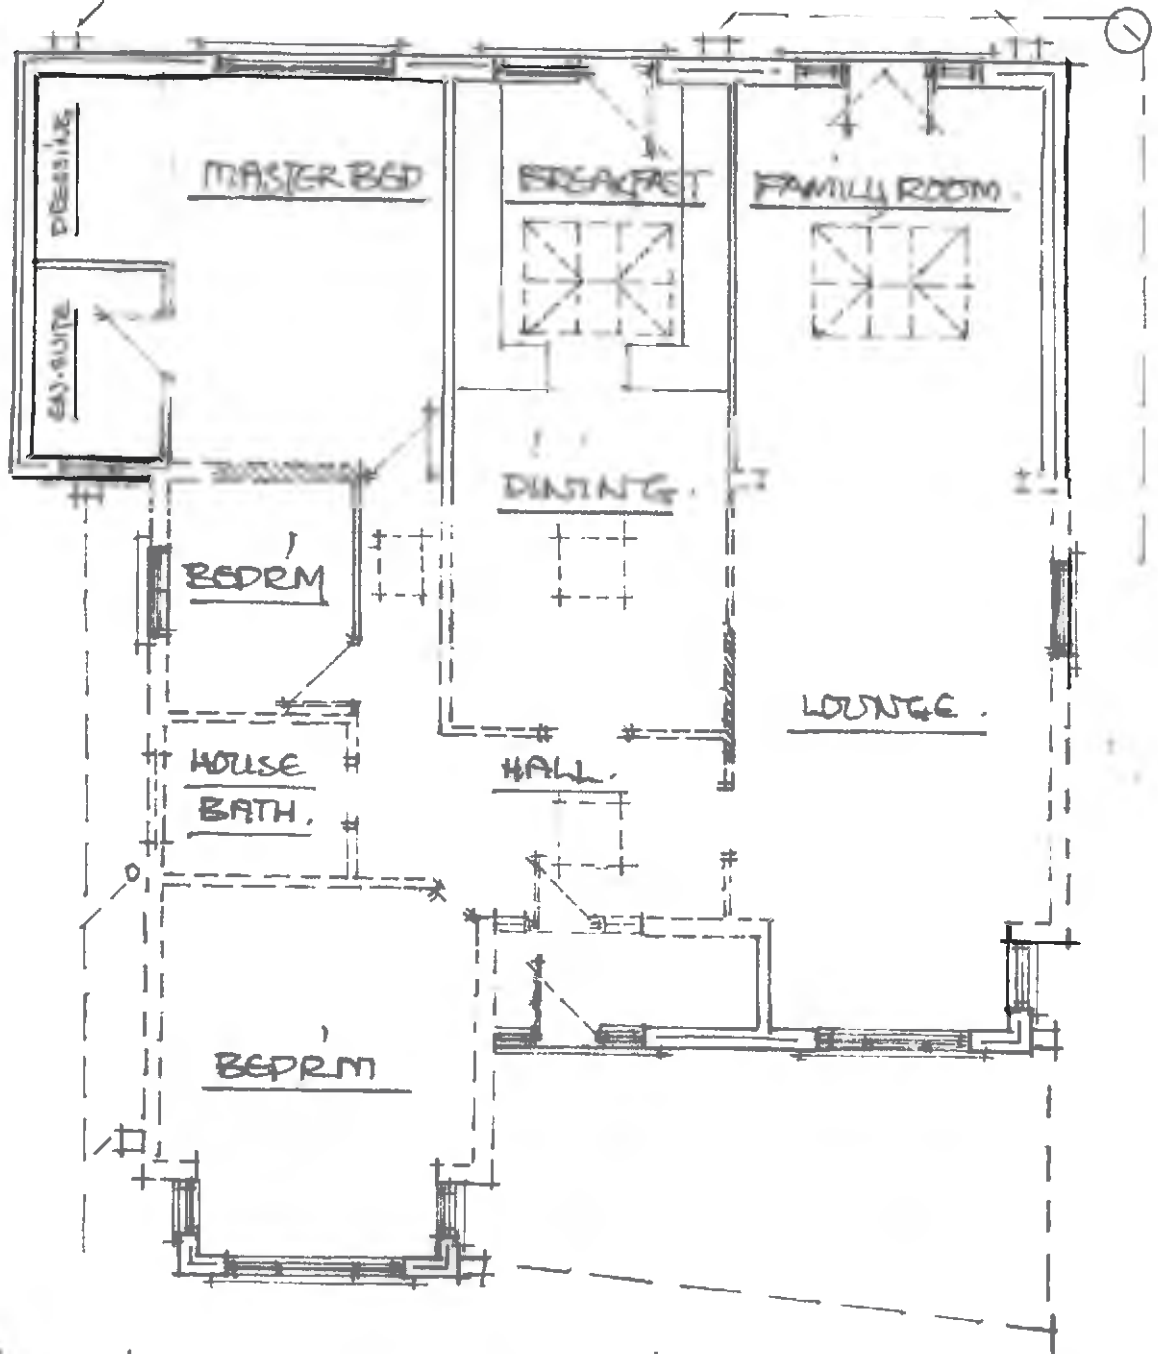 DRESSING
MASTER BED
BREAKFAST
FAMILY ROOM.
EN-SUITE
DINING.
BEDRM
LOUNGE.
HOUSE
BATH.
HALL.
BEDRM